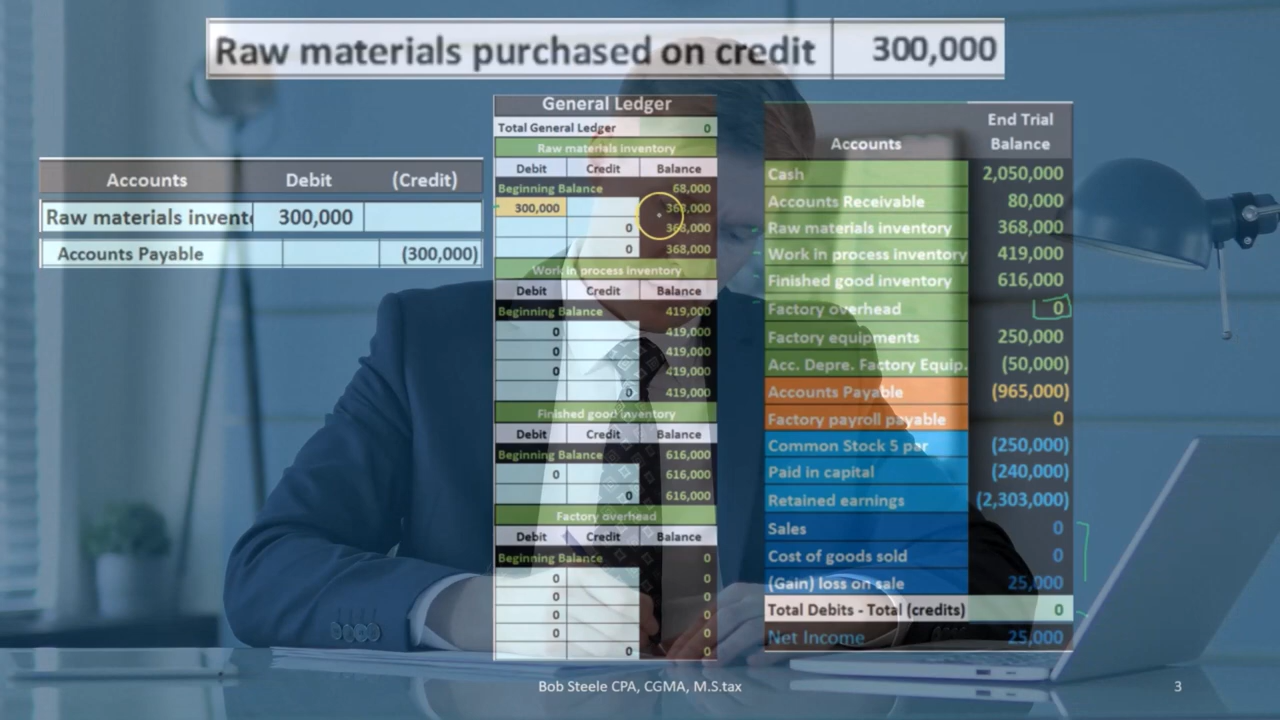 Raw materials purchased on credit 300,000
Accounts Debit (Credit)
Raw materials invent 300,000
Accounts Payable (300,000)
General Ledger
Total General Ledger 0
Raw materials inventory
Debit Credit Balance
Beginning Balance 68,000
300,000 368,000
0 368,000
0 368,000
Work in process inventory
Debit Credit Balance
Beginning Balance 419,000
0 419,000
0 419,000
0 419,000
0 419,000
Finished good inventory
Debit Credit Balance
Beginning Balance 616,000
0 616,000
0 616,000
Factory overhead
Debit Credit Balance
Beginning Balance 0
0 0
0 0
0 0
0 0
0 0
End Trial
Accounts Balance
Cash 2,050,000
Accounts Receivable 80,000
Raw materials inventory 368,000
Work in process inventory 419,000
Finished good inventory 616,000
Factory overhead 0
Factory equipments 250,000
Acc. Depre. Factory Equip. (50,000)
Accounts Payable (965,000)
Factory payroll payable 0
Common Stock 5 par (250,000)
Paid in capital (240,000)
Retained earnings (2,303,000)
Sales 0
Cost of goods sold 0
(Gain) loss on sale 25,000
Total Debits - Total (credits) 0
Net Income 25,000
Bob Steele CPA, CGMA, M.S.tax 3